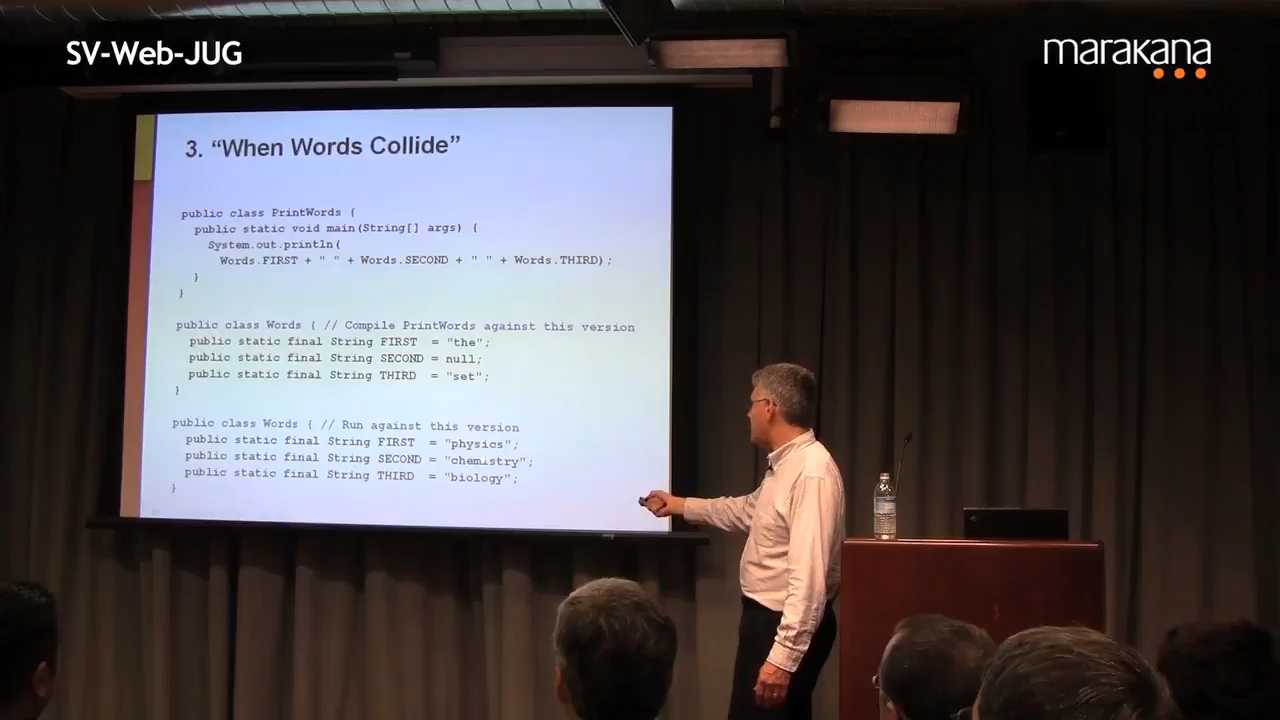 SV-Web-JUG
marakana
3. “When Words Collide”
public class PrintWords {
public static void main(String[] args) {
System.out.println(
Words.FIRST + " " + Words.SECOND + " " + Words.THIRD);
}
}
public class Words { // Compile PrintWords against this version
public static final String FIRST = "the";
public static final String SECOND = null;
public static final String THIRD = "set";
}
public class Words { // Run against this version
public static final String FIRST = "physics";
public static final String SECOND = "chemistry";
public static final String THIRD = "biology";
}